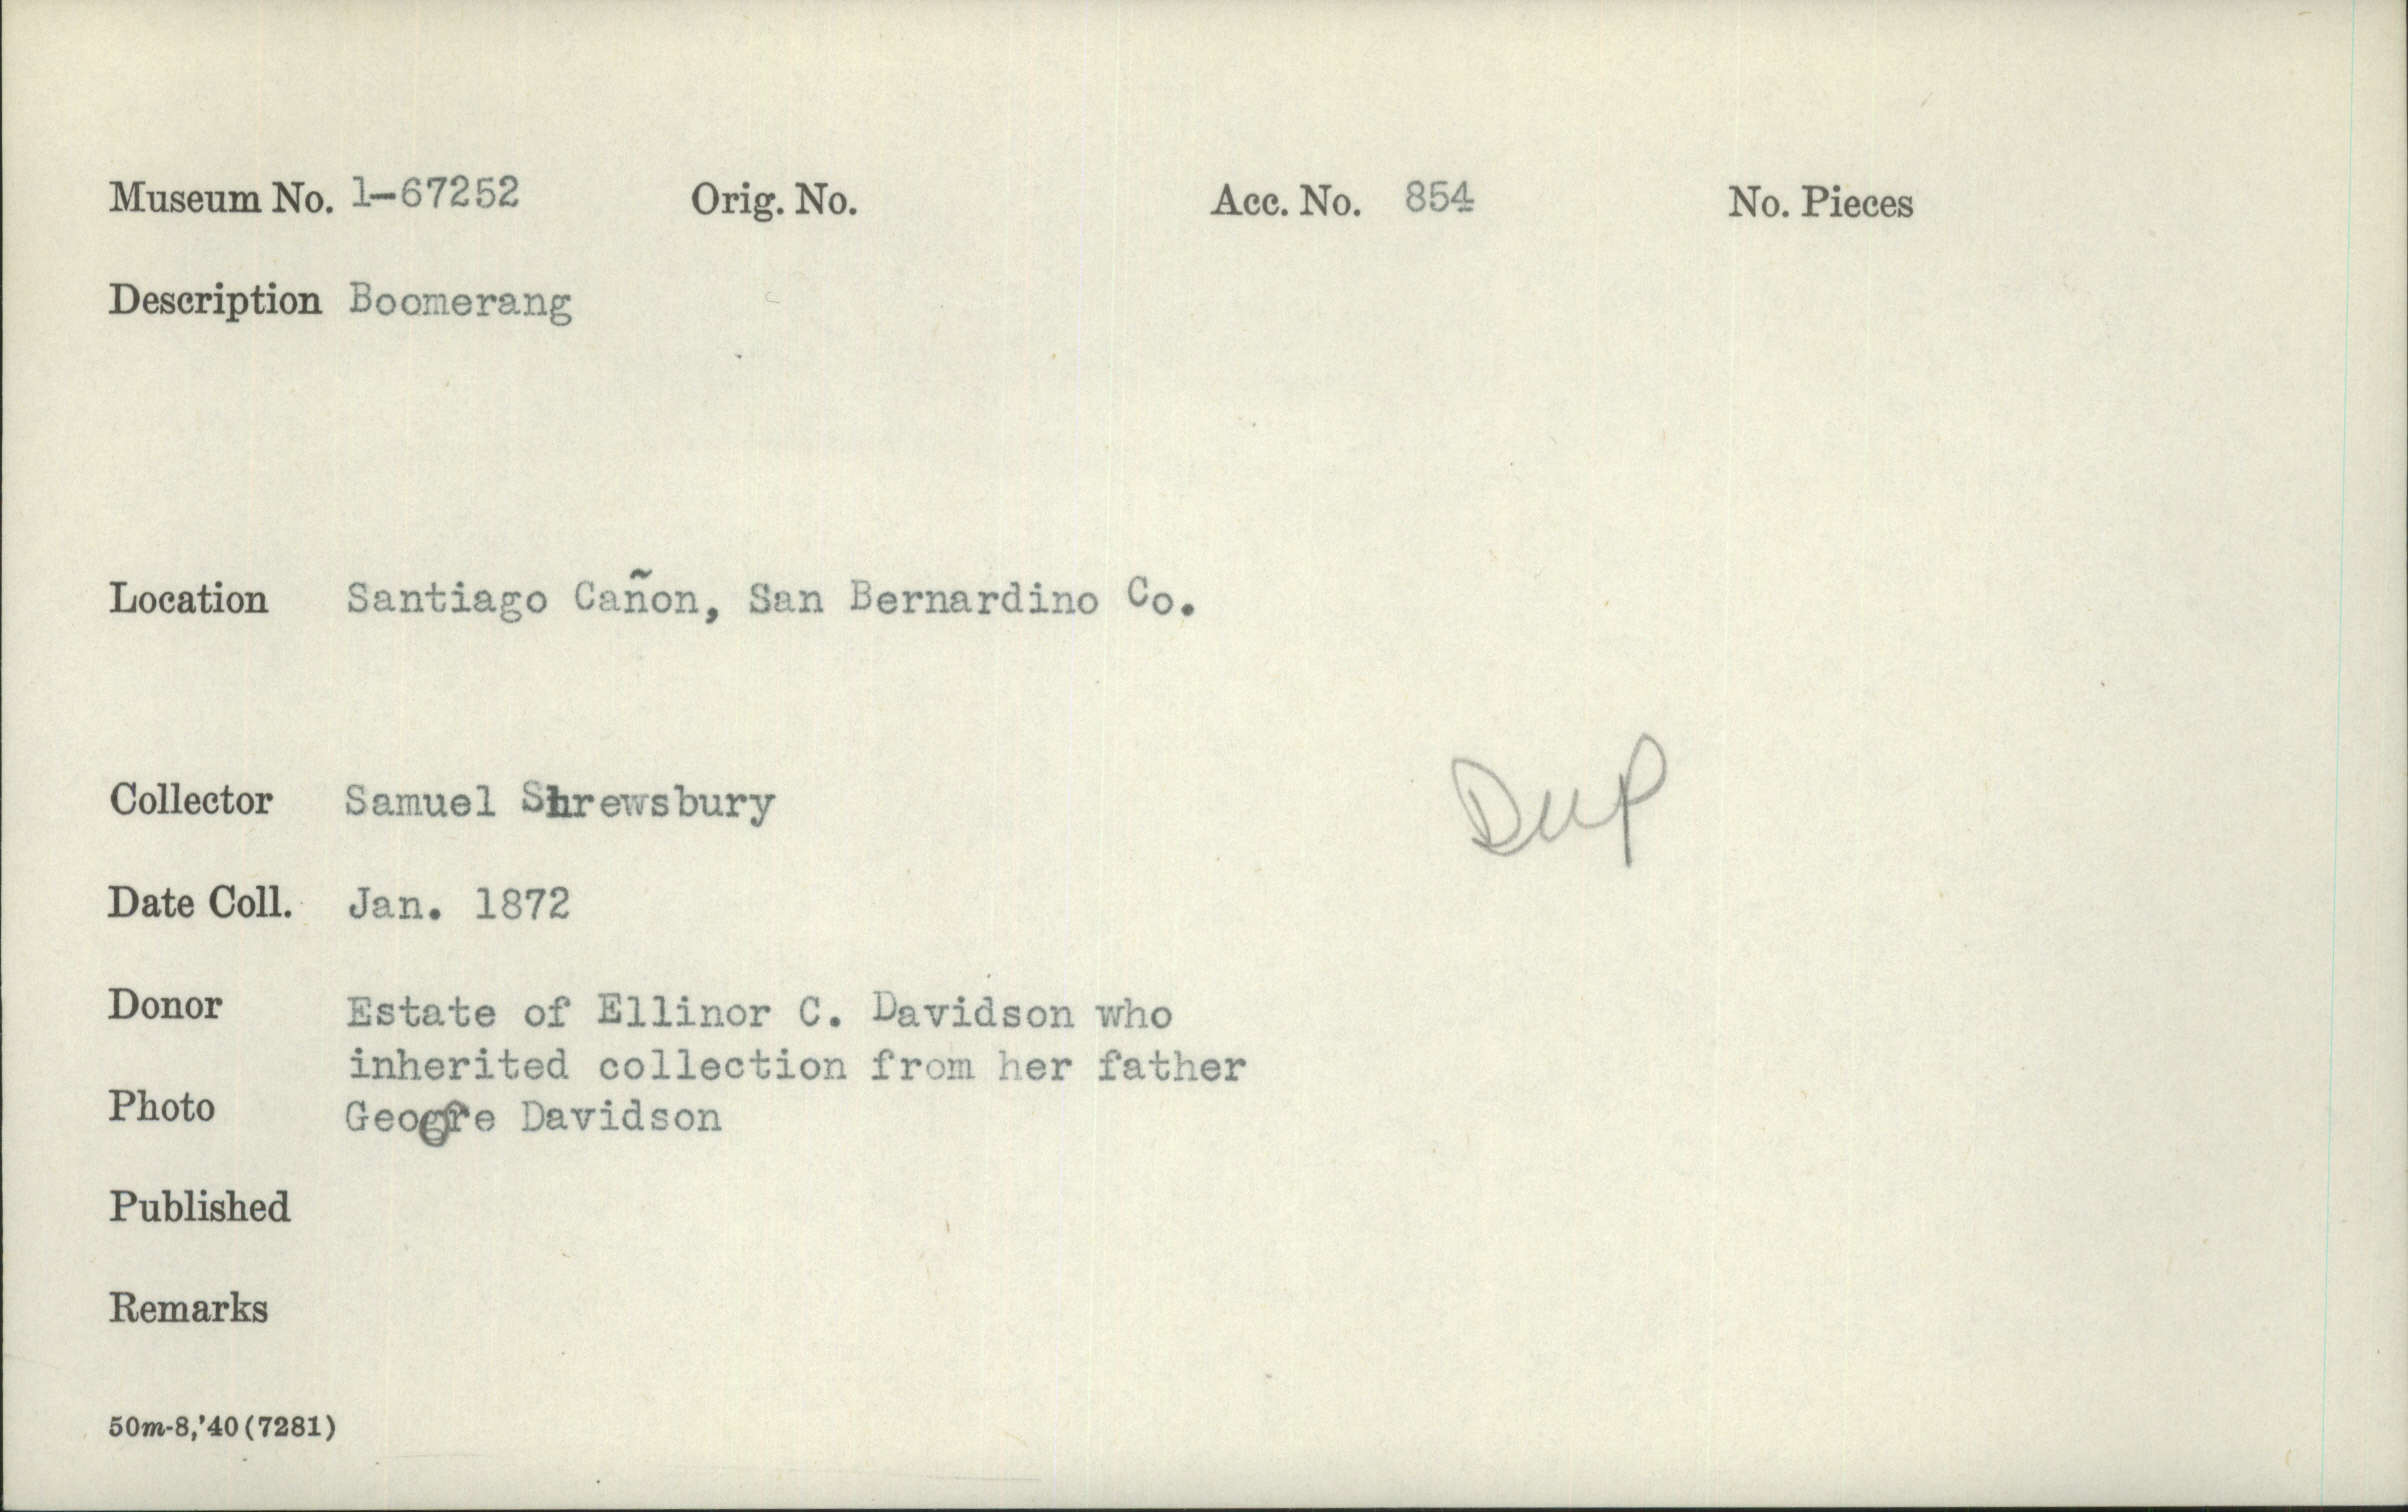 Museum No. 1-67252 Orig. No. Acc. No. 854 No. Pieces
Description Boomerang
Location Santiago Cañon, San Bernardino Co.
Collector Samuel Shrewsbury
Dup
Date Coll. Jan. 1872
Donor Estate of Ellinor C. Davidson who
inherited collection from her father
Photo Geogre Davidson
Published
Remarks
50m-8,'40(7281)